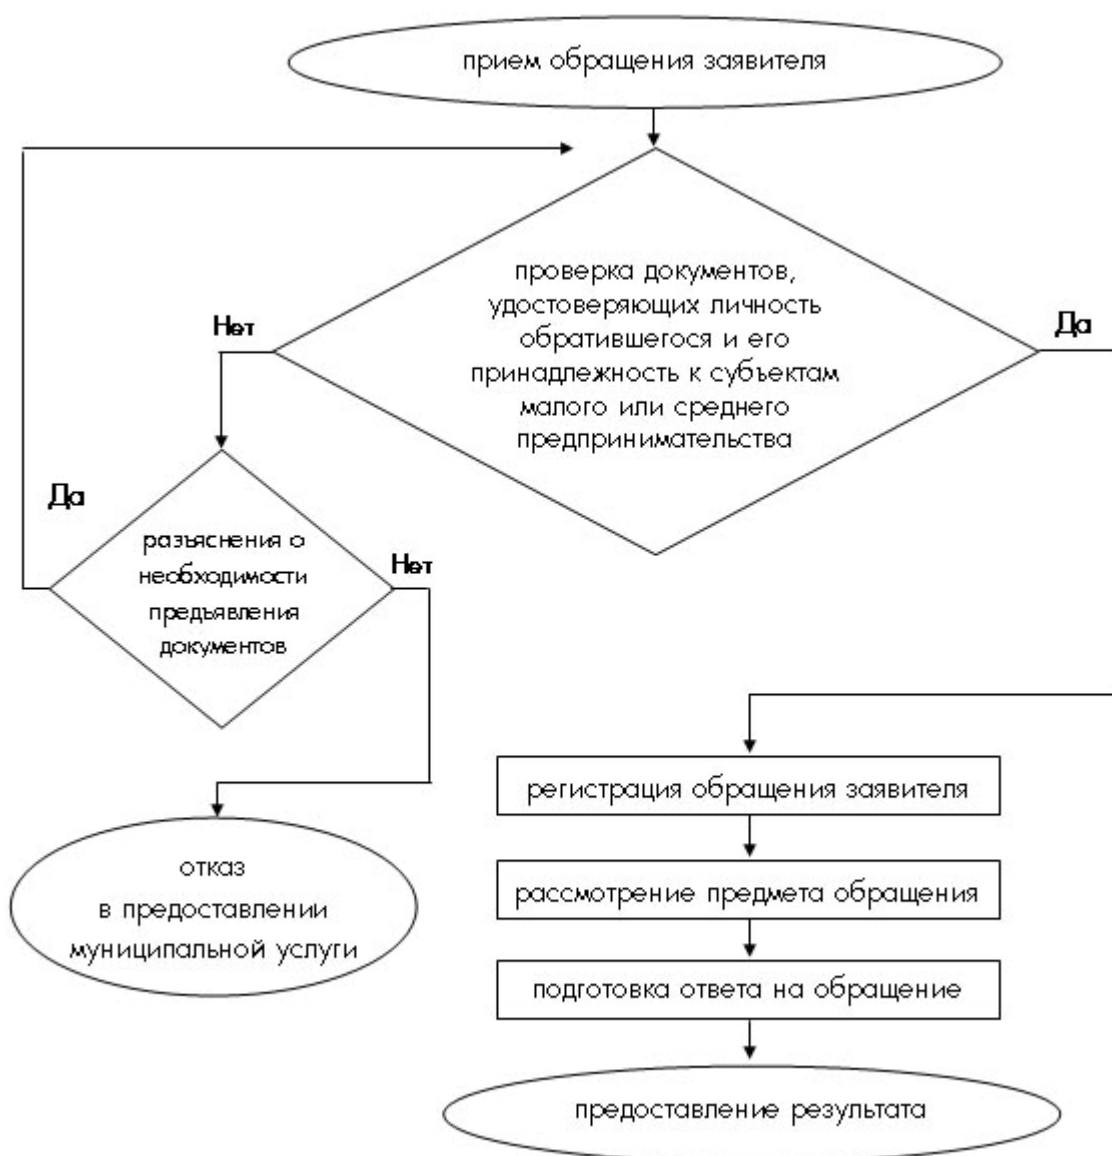 прием обращения заявителя
проверка документов,
удостоверяющих личность
обратившегося и его
принадлежность к субъектам
малого или среднего
предпринимательства
Нет
Да
Да
разъяснения о
необходимости
предъявления
документов
Нет
регистрация обращения заявителя
отказ
в предоставлении
муниципальной услуги
рассмотрение предмета обращения
подготовка ответа на обращение
предоставление результата